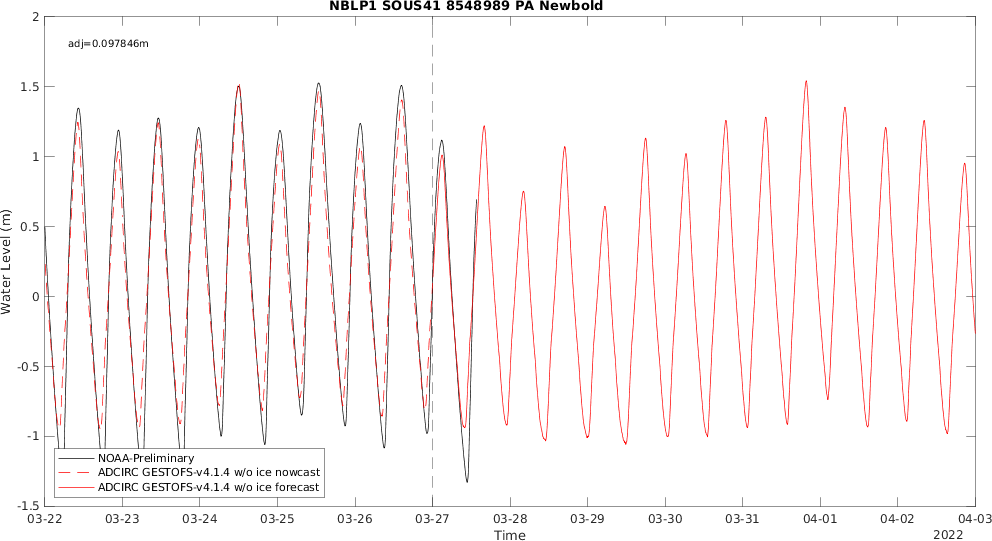 NBLP1 SOUS41 8548989 PA Newbold
adj=0.097846m
2
1.5
1
0.5
0
-0.5
-1
-1.5
Water Level (m)
NOAA-Preliminary
ADCIRC GESTOFS-v4.1.4 w/o ice nowcast
ADCIRC GESTOFS-v4.1.4 w/o ice forecast
03-22 03-23 03-24 03-25 03-26 03-27 03-28 03-29 03-30 03-31 04-01 04-02 04-03
Time
2022